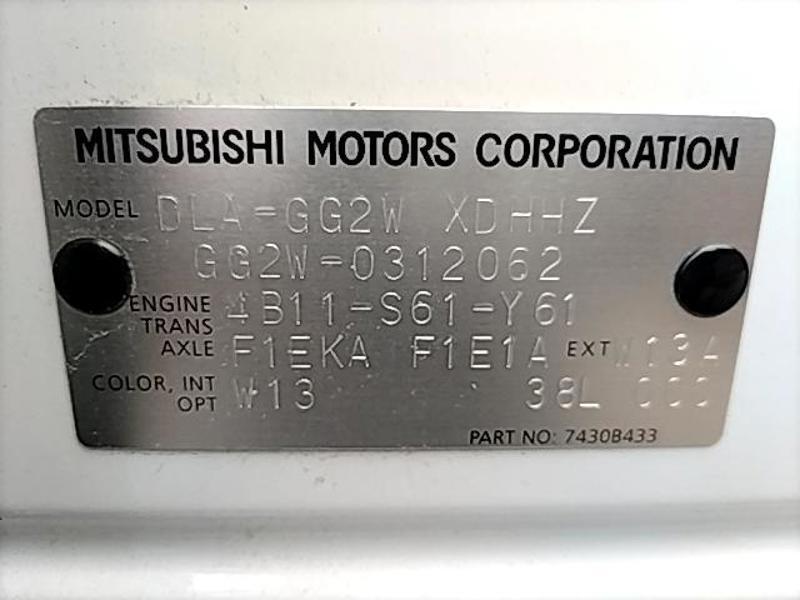 MITSUBISHI MOTORS CORPORATION
MODEL DLA-GG2W XDHHZ
GG2W-0312062
ENGINE 4B11-S61-Y61
TRANS
AXLE F1EKA F1E1A EXT W13A
COLOR, INT W13 38L 000
OPT
PART NO: 7430B433